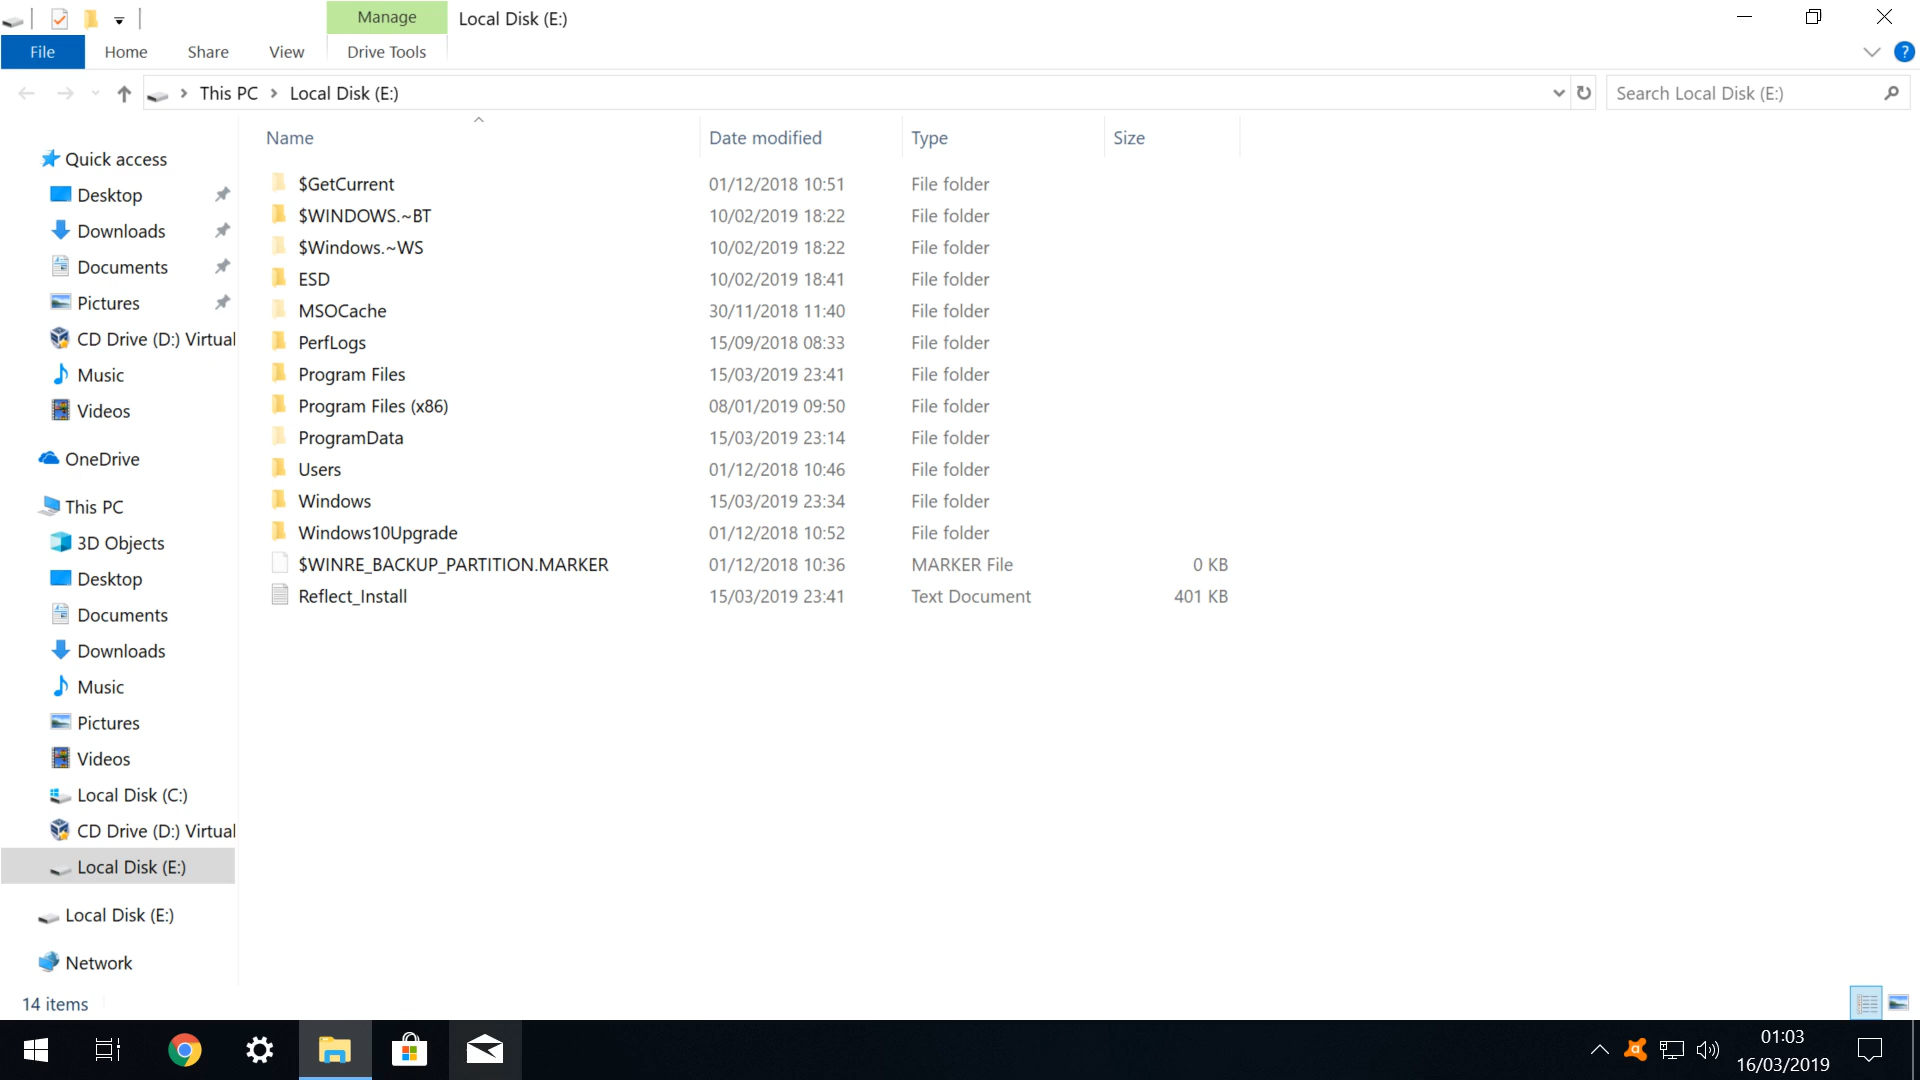 Manage
Local Disk (E:)
File
Home
Share
View
Drive Tools
?
This PC
Local Disk (E:)
Search Local Disk (E:)
Name
Date modified
Type
Size
Quick access
Desktop
Downloads
Documents
Pictures
CD Drive (D:) Virtual
Music
Videos
OneDrive
This PC
3D Objects
Desktop
Documents
Downloads
Music
Pictures
Videos
Local Disk (C:)
CD Drive (D:) Virtual
Local Disk (E:)
Local Disk (E:)
Network
$GetCurrent 01/12/2018 10:51 File folder
$WINDOWS.~BT 10/02/2019 18:22 File folder
$Windows.~WS 10/02/2019 18:22 File folder
ESD 10/02/2019 18:41 File folder
MSOCache 30/11/2018 11:40 File folder
PerfLogs 15/09/2018 08:33 File folder
Program Files 15/03/2019 23:41 File folder
Program Files (x86) 08/01/2019 09:50 File folder
ProgramData 15/03/2019 23:14 File folder
Users 01/12/2018 10:46 File folder
Windows 15/03/2019 23:34 File folder
Windows10Upgrade 01/12/2018 10:52 File folder
$WINRE_BACKUP_PARTITION.MARKER 01/12/2018 10:36 MARKER File 0 KB
Reflect_Install 15/03/2019 23:41 Text Document 401 KB
14 items
01:03
16/03/2019